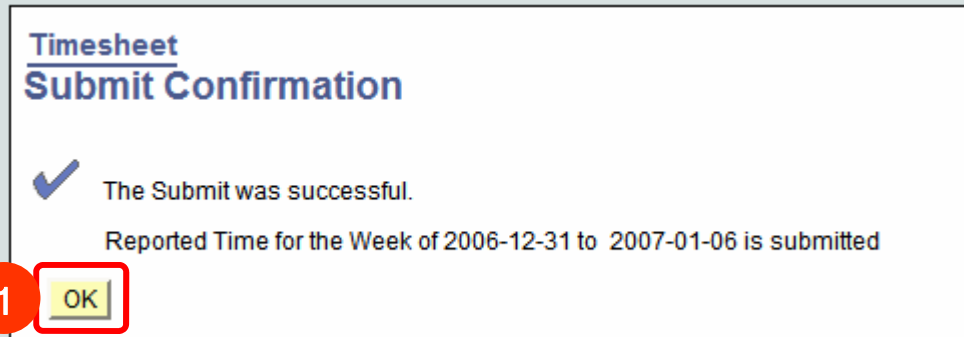 Timesheet
Submit Confirmation
The Submit was successful.
Reported Time for the Week of 2006-12-31 to 2007-01-06 is submitted
1 OK